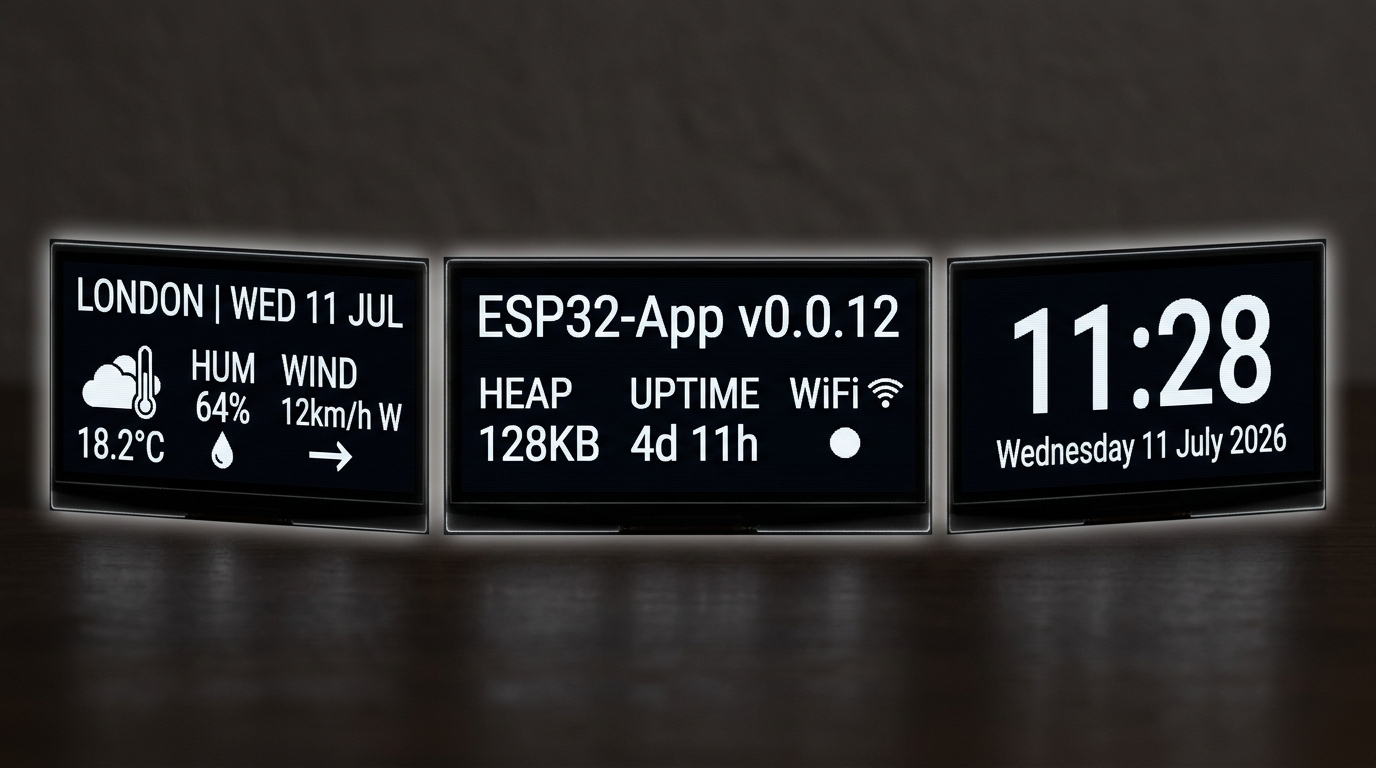 LONDON | WED 11 JUL
HUM
64%
WIND
12km/h W
18.2°C
ESP32-App v0.0.12
HEAP
128KB
UPTIME
4d 11h
WiFi
11:28
Wednesday 11 July 2026